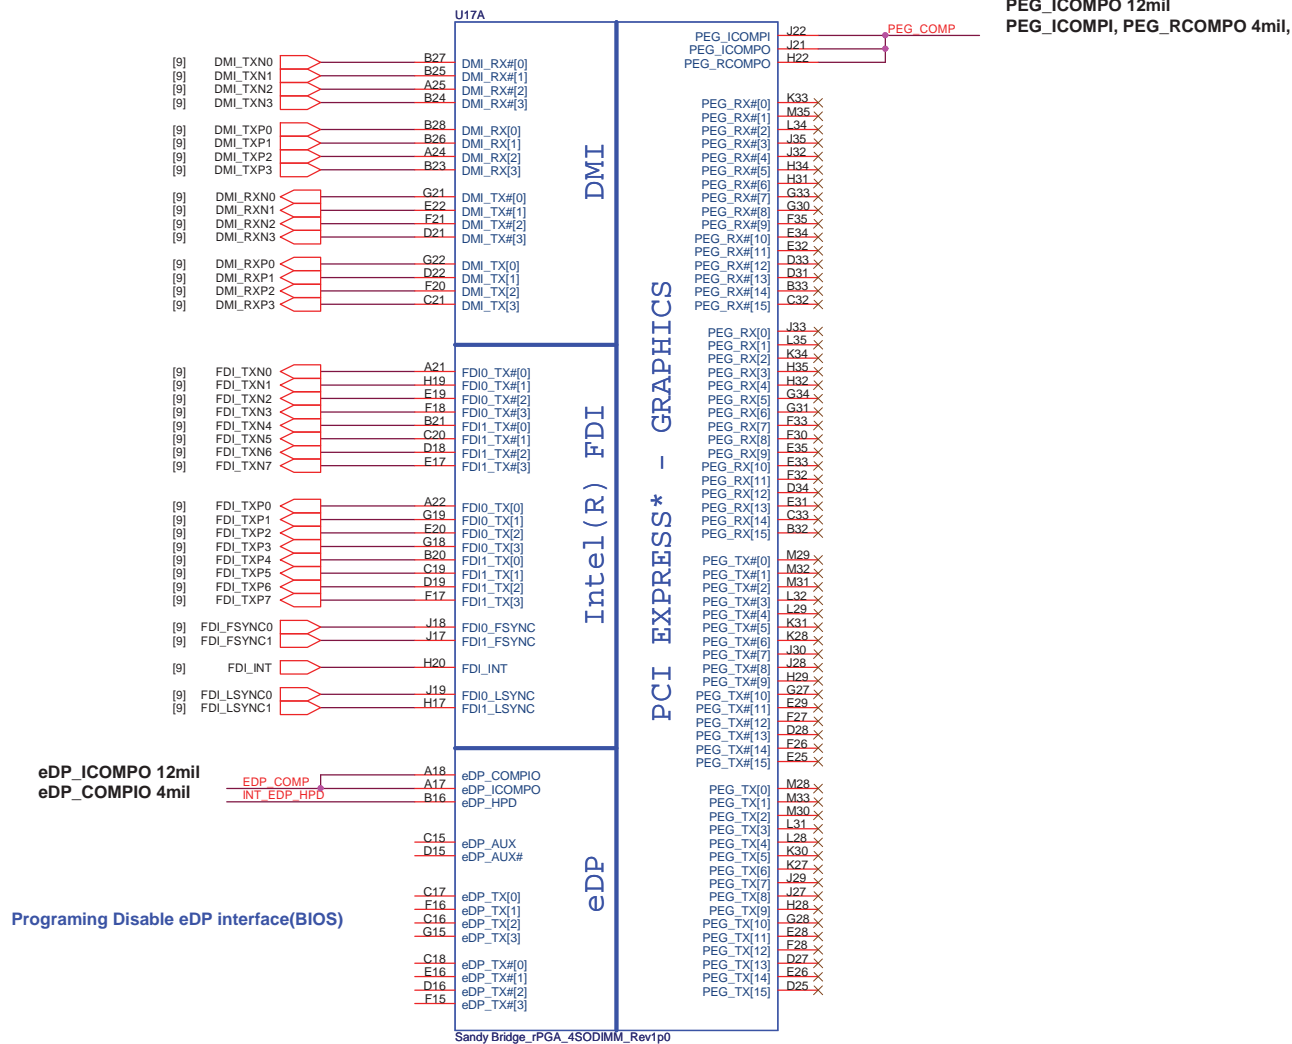 PEG_ICOMPO 12mil
PEG_ICOMPI, PEG_RCOMPO 4mil,
U17A
PEG_ICOMPI J22 PEG_COMP
PEG_ICOMPO J21
PEG_RCOMPO H22
[9] DMI_TXN0 B27 DMI_RX#[0]
[9] DMI_TXN1 B25 DMI_RX#[1]
[9] DMI_TXN2 A25 DMI_RX#[2]
[9] DMI_TXN3 B24 DMI_RX#[3]
[9] DMI_TXP0 B28 DMI_RX[0]
[9] DMI_TXP1 B26 DMI_RX[1]
[9] DMI_TXP2 A24 DMI_RX[2]
[9] DMI_TXP3 B23 DMI_RX[3]
[9] DMI_RXN0 G21 DMI_TX#[0]
[9] DMI_RXN1 E22 DMI_TX#[1]
[9] DMI_RXN2 F21 DMI_TX#[2]
[9] DMI_RXN3 D21 DMI_TX#[3]
[9] DMI_RXP0 G22 DMI_TX[0]
[9] DMI_RXP1 D22 DMI_TX[1]
[9] DMI_RXP2 F20 DMI_TX[2]
[9] DMI_RXP3 C21 DMI_TX[3]
DMI
[9] FDI_TXN0 A21 FDI0_TX#[0]
[9] FDI_TXN1 H19 FDI0_TX#[1]
[9] FDI_TXN2 E19 FDI0_TX#[2]
[9] FDI_TXN3 F18 FDI0_TX#[3]
[9] FDI_TXN4 B21 FDI1_TX#[0]
[9] FDI_TXN5 C20 FDI1_TX#[1]
[9] FDI_TXN6 D18 FDI1_TX#[2]
[9] FDI_TXN7 E17 FDI1_TX#[3]
[9] FDI_TXP0 A22 FDI0_TX[0]
[9] FDI_TXP1 G19 FDI0_TX[1]
[9] FDI_TXP2 E20 FDI0_TX[2]
[9] FDI_TXP3 G18 FDI0_TX[3]
[9] FDI_TXP4 B20 FDI1_TX[0]
[9] FDI_TXP5 C19 FDI1_TX[1]
[9] FDI_TXP6 D19 FDI1_TX[2]
[9] FDI_TXP7 F17 FDI1_TX[3]
[9] FDI_FSYNC0 J18 FDI0_FSYNC
[9] FDI_FSYNC1 J17 FDI1_FSYNC
[9] FDI_INT H20 FDI_INT
[9] FDI_LSYNC0 J19 FDI0_LSYNC
[9] FDI_LSYNC1 H17 FDI1_LSYNC
Intel(R) FDI
eDP_ICOMPO 12mil
eDP_COMPIO 4mil
A18 eDP_COMPIO
EDP_COMP A17 eDP_ICOMPO
INT_EDP_HPD B16 eDP_HPD
C15 eDP_AUX
D15 eDP_AUX#
C17 eDP_TX[0]
F16 eDP_TX[1]
C16 eDP_TX[2]
G15 eDP_TX[3]
C18 eDP_TX#[0]
E16 eDP_TX#[1]
D16 eDP_TX#[2]
F15 eDP_TX#[3]
eDP
Programing Disable eDP interface(BIOS)
PCI EXPRESS* - GRAPHICS
PEG_RX#[0] K33
PEG_RX#[1] M35
PEG_RX#[2] L34
PEG_RX#[3] J35
PEG_RX#[4] J32
PEG_RX#[5] H34
PEG_RX#[6] H31
PEG_RX#[7] G33
PEG_RX#[8] G30
PEG_RX#[9] F35
PEG_RX#[10] E34
PEG_RX#[11] E32
PEG_RX#[12] D33
PEG_RX#[13] D31
PEG_RX#[14] B33
PEG_RX#[15] C32
PEG_RX[0] J33
PEG_RX[1] L35
PEG_RX[2] K34
PEG_RX[3] H35
PEG_RX[4] H32
PEG_RX[5] G34
PEG_RX[6] G31
PEG_RX[7] F33
PEG_RX[8] F30
PEG_RX[9] E35
PEG_RX[10] E33
PEG_RX[11] F32
PEG_RX[12] D34
PEG_RX[13] E31
PEG_RX[14] C33
PEG_RX[15] B32
PEG_TX#[0] M29
PEG_TX#[1] M32
PEG_TX#[2] M31
PEG_TX#[3] L32
PEG_TX#[4] L29
PEG_TX#[5] K31
PEG_TX#[6] K28
PEG_TX#[7] J30
PEG_TX#[8] J28
PEG_TX#[9] H29
PEG_TX#[10] G27
PEG_TX#[11] E29
PEG_TX#[12] F27
PEG_TX#[13] D28
PEG_TX#[14] F26
PEG_TX#[15] E25
PEG_TX[0] M28
PEG_TX[1] M33
PEG_TX[2] M30
PEG_TX[3] L31
PEG_TX[4] L28
PEG_TX[5] K30
PEG_TX[6] K27
PEG_TX[7] J29
PEG_TX[8] J27
PEG_TX[9] H28
PEG_TX[10] G28
PEG_TX[11] E28
PEG_TX[12] F28
PEG_TX[13] D27
PEG_TX[14] E26
PEG_TX[15] D25
Sandy Bridge_rPGA_4SODIMM_Rev1p0